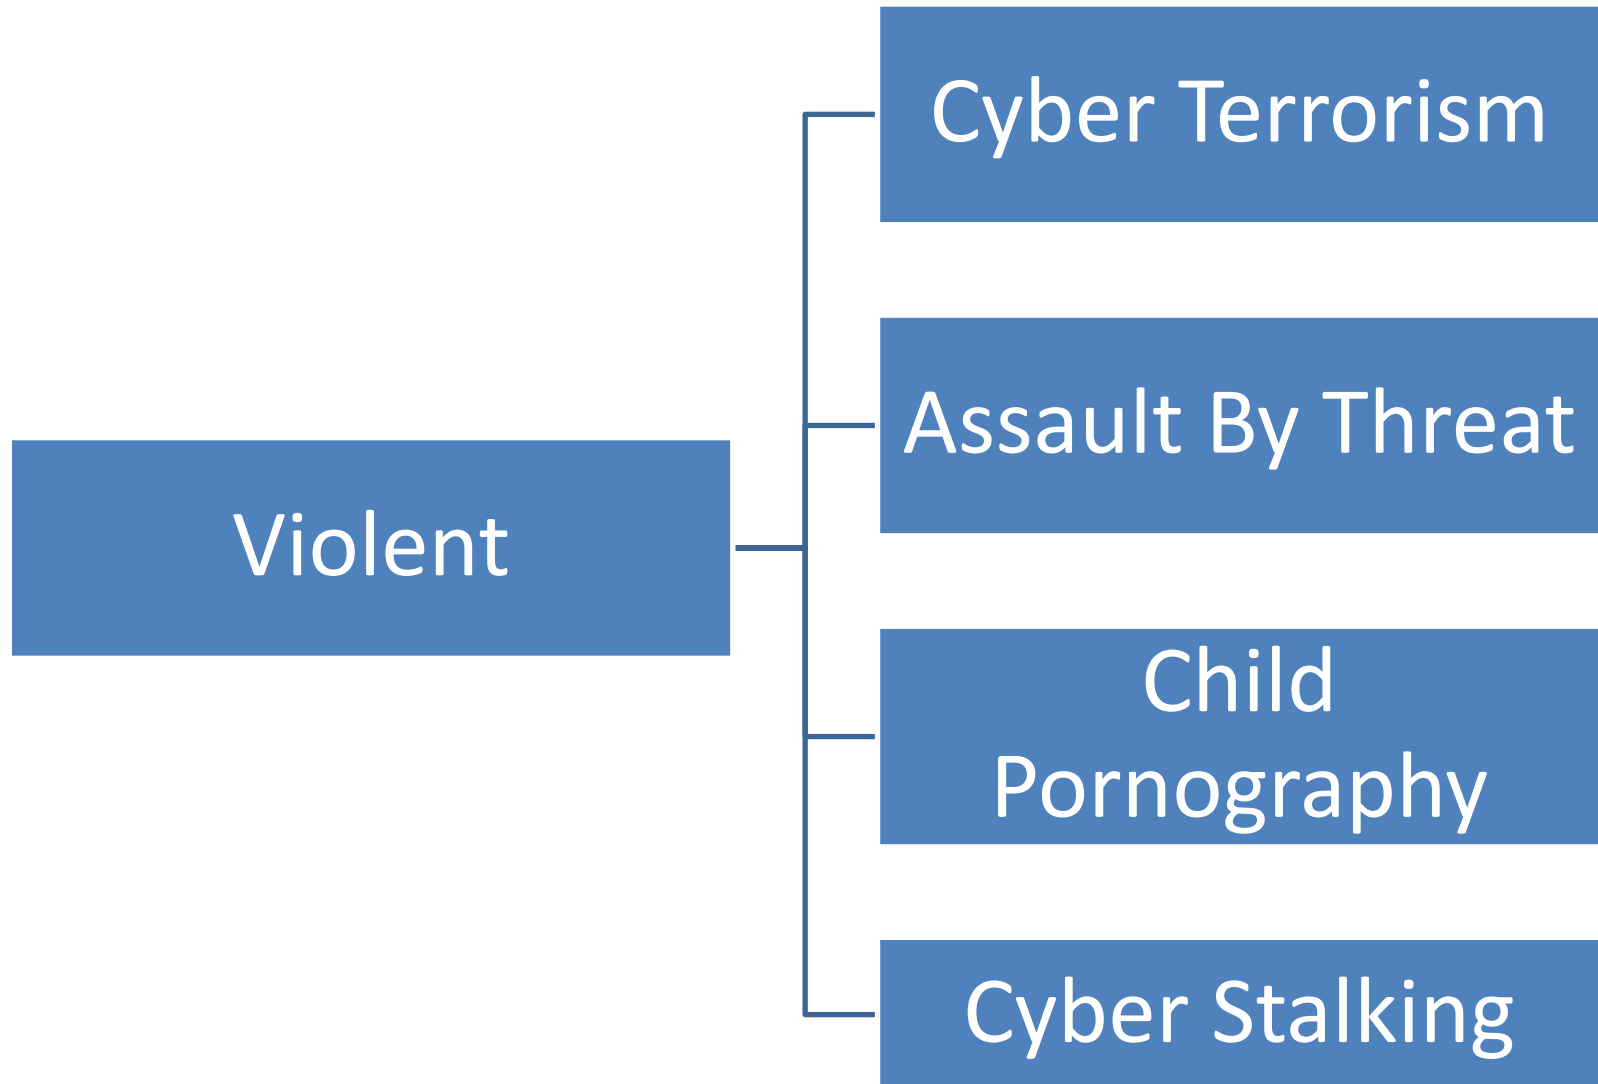 Violent
Cyber Terrorism
Assault By Threat
Child
Pornography
Cyber Stalking